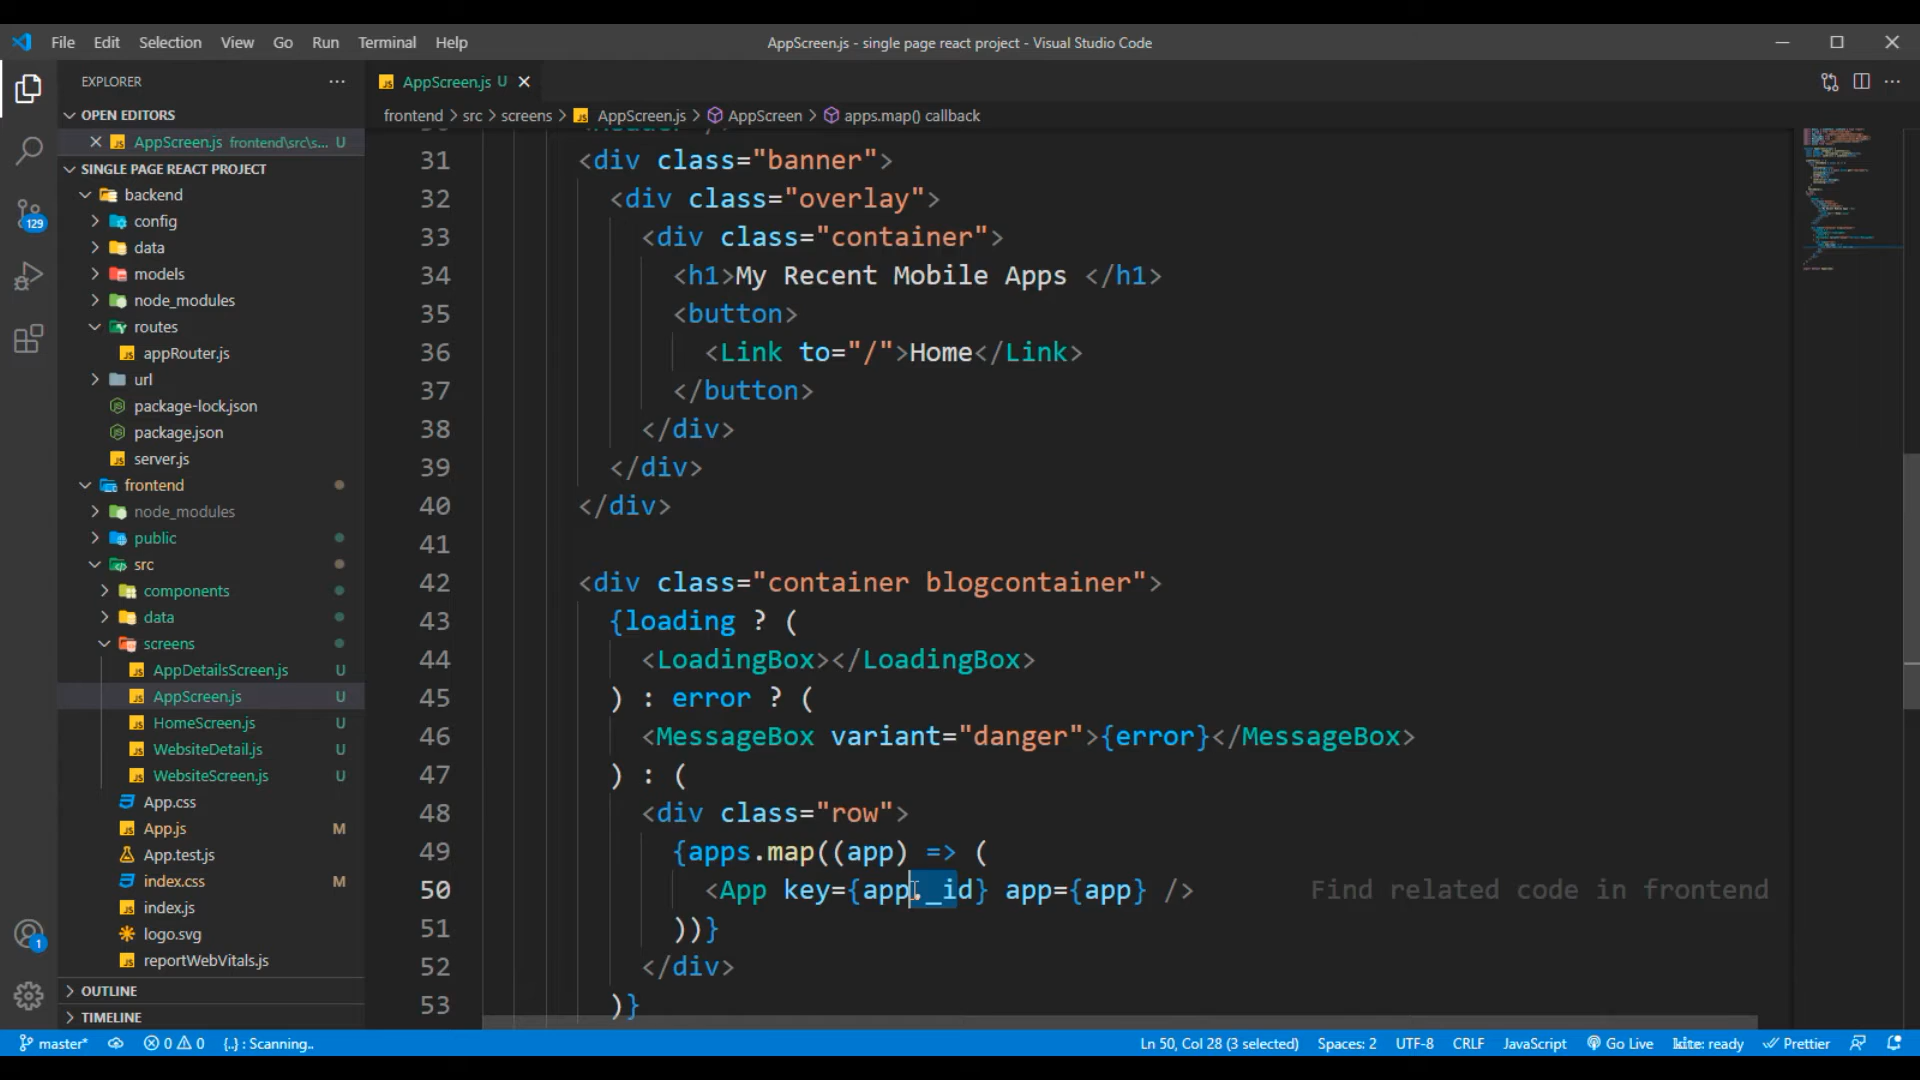 File Edit Selection View Go Run Terminal Help
AppScreen.js - single page react project - Visual Studio Code
EXPLORER
AppScreen.js U
OPEN EDITORS
frontend > src > screens > AppScreen.js > AppScreen > apps.map() callback
AppScreen.js frontend\src\s... U
SINGLE PAGE REACT PROJECT
backend
config
data
models
node_modules
routes
appRouter.js
url
package-lock.json
package.json
server.js
frontend
node_modules
public
src
components
data
screens
AppDetailsScreen.js U
AppScreen.js U
HomeScreen.js U
WebsiteDetail.js U
WebsiteScreen.js U
App.css
App.js M
App.test.js
index.css M
index.js
logo.svg
reportWebVitals.js
OUTLINE
TIMELINE
129
1
31 <div class="banner">
32 <div class="overlay">
33 <div class="container">
34 <h1>My Recent Mobile Apps </h1>
35 <button>
36 <Link to="/">Home</Link>
37 </button>
38 </div>
39 </div>
40 </div>
41
42 <div class="container blogcontainer">
43 {loading ? (
44 <LoadingBox></LoadingBox>
45 ) : error ? (
46 <MessageBox variant="danger">{error}</MessageBox>
47 ) : (
48 <div class="row">
49 {apps.map((app) => (
50 <App key={app._id} app={app} /> Find related code in frontend
51 ))}
52 </div>
53 )}
master* 0 0 {..} : Scanning.. Ln 50, Col 28 (3 selected) Spaces: 2 UTF-8 CRLF JavaScript Go Live kite: ready Prettier